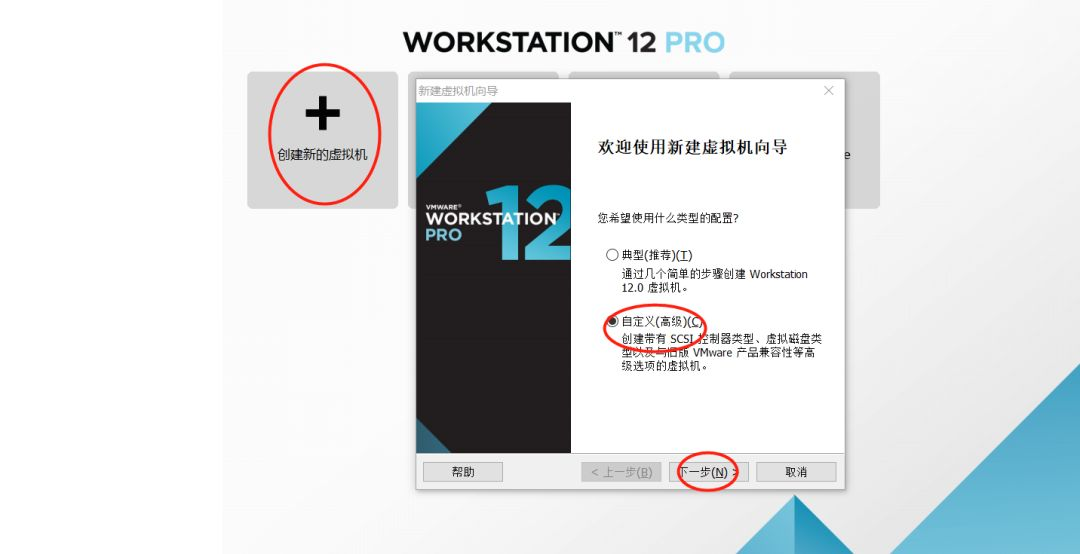 WORKSTATION™ 12 PRO
创建新的虚拟机
e
新建虚拟机向导
VMWARE®
WORKSTATION™
PRO
12
欢迎使用新建虚拟机向导
您希望使用什么类型的配置?
典型(推荐)(T)
通过几个简单的步骤创建 Workstation
12.0 虚拟机。
自定义(高级)(C)
创建带有 SCSI 控制器类型、虚拟磁盘类
型以及与旧版 VMware 产品兼容性等高
级选项的虚拟机。
帮助
< 上一步(B)
下一步(N) >
取消